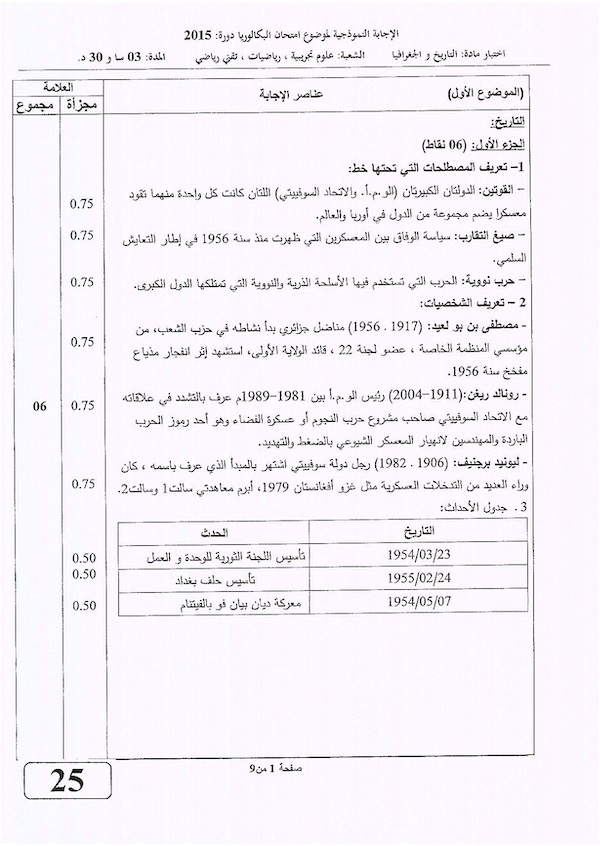 الإجابة النموذجية لموضوع امتحان البكالوريا دورة: 2015
اختبار مادة: التاريخ و الجغرافيا الشعبة: علوم تجريبية ، رياضيات ، تقني رياضي المدة: 03 سا و 30 د.
(الموضوع الأول) عناصر الإجابة العلامة
مجزأة مجموع
التاريخ:
الجزء الأول: (06 نقاط)
1– تعريف المصطلحات التي تحتها خط:
– القوتين: الدولتان الكبيرتان (الو.م.أ. والاتحاد السوفييتي) اللتان كانت كل واحدة منهما تقود
معسكرا يضم مجموعة من الدول في أوربا والعالم. 0.75
– صيغ التقارب: سياسة الوفاق بين المعسكرين التي ظهرت منذ سنة 1956 في إطار التعايش 0.75
السلمي.
– حرب نووية: الحرب التي تستخدم فيها الأسلحة الذرية والنووية التي تمتلكها الدول الكبرى. 0.75
2 – تعريف الشخصيات:
- مصطفى بن بو لعيد: (1917 . 1956) مناضل جزائري بدأ نشاطه في حزب الشعب، من
مؤسسي المنظمة الخاصة ، عضو لجنة 22 ، قائد الولاية الأولى، استشهد إثر انفجار مذياع 0.75
مفخخ سنة 1956.
- رونالد ريغن:(1911–2004) رئيس الو.م.أ بين 1981–1989م عرف بالتشدد في علاقاته 0.75 06
مع الاتحاد السوفييتي صاحب مشروع حرب النجوم أو عسكرة الفضاء وهو أحد رموز الحرب
الباردة والمهندسين لانهيار المعسكر الشيوعي بالضغط والتهديد.
- ليونيد برجنيف: (1906 . 1982) رجل دولة سوفييتي اشتهر بالمبدأ الذي عرف باسمه ، كان
وراء العديد من التدخلات العسكرية مثل غزو أفغانستان 1979، أبرم معاهدتي سالت1 وسالت2. 0.75
3 . جدول الأحداث:
التاريخ الحدث
1954/03/23 تأسيس اللجنة الثورية للوحدة و العمل 0.50
1955/02/24 تأسيس حلف بغداد 0.50
1954/05/07 معركة ديان بيان فو بالفيتنام 0.50
صفحة 1 من 9
25